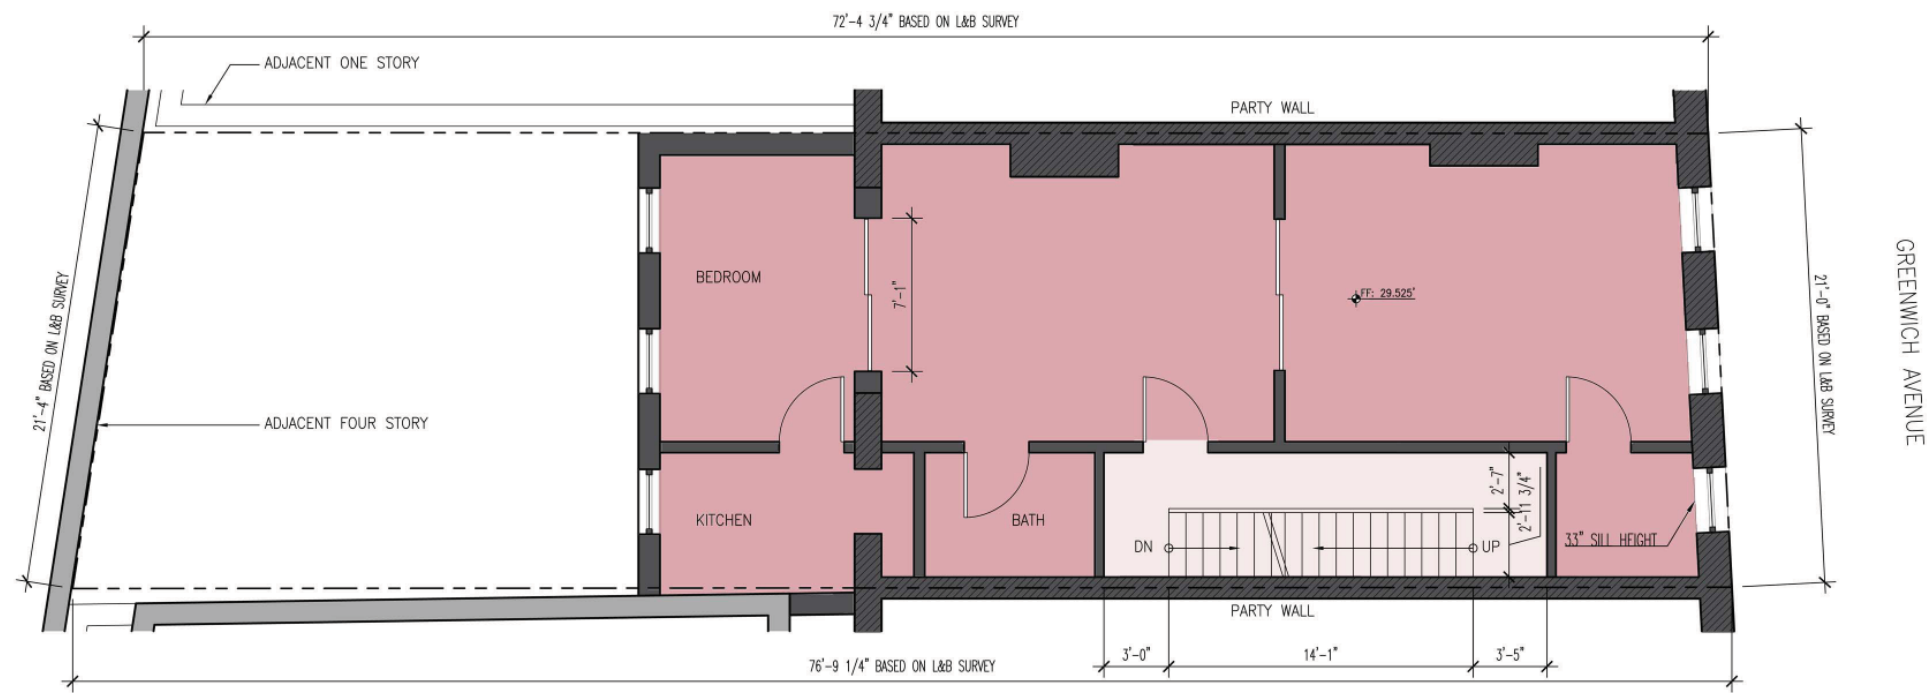 72'-4 3/4" BASED ON L&B SURVEY
ADJACENT ONE STORY
PARTY WALL
GREENWICH AVENUE
21'-4" BASED ON L&B SURVEY
BEDROOM
7'-1"
FF: 29.525'
21'-0" BASED ON L&B SURVEY
ADJACENT FOUR STORY
KITCHEN
BATH
2'-7"
2'-11 3/4"
DN
UP
33" SILL HEIGHT
PARTY WALL
76'-9 1/4" BASED ON L&B SURVEY
3'-0"
14'-1"
3'-5"